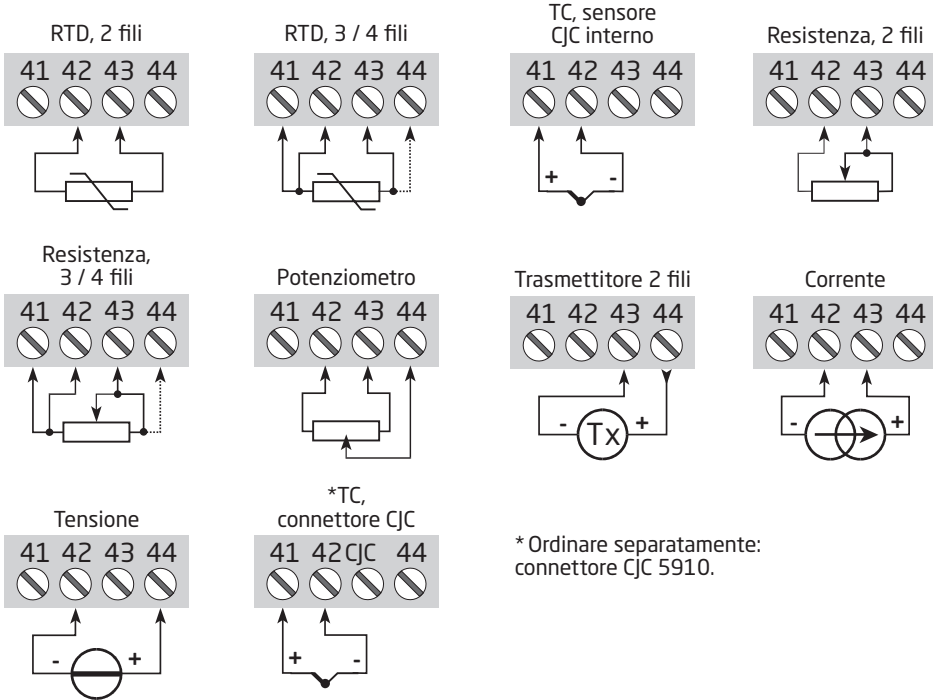 RTD, 2 fili
41 42 43 44
RTD, 3 / 4 fili
41 42 43 44
TC, sensore
CJC interno
41 42 43 44
+ -
Resistenza, 2 fili
41 42 43 44
Resistenza,
3 / 4 fili
41 42 43 44
Potenziometro
41 42 43 44
Trasmettitore 2 fili
41 42 43 44
- Tx +
Corrente
41 42 43 44
- +
Tensione
41 42 43 44
- +
*TC,
connettore CJC
41 42 CJC 44
+ -
* Ordinare separatamente:
connettore CJC 5910.